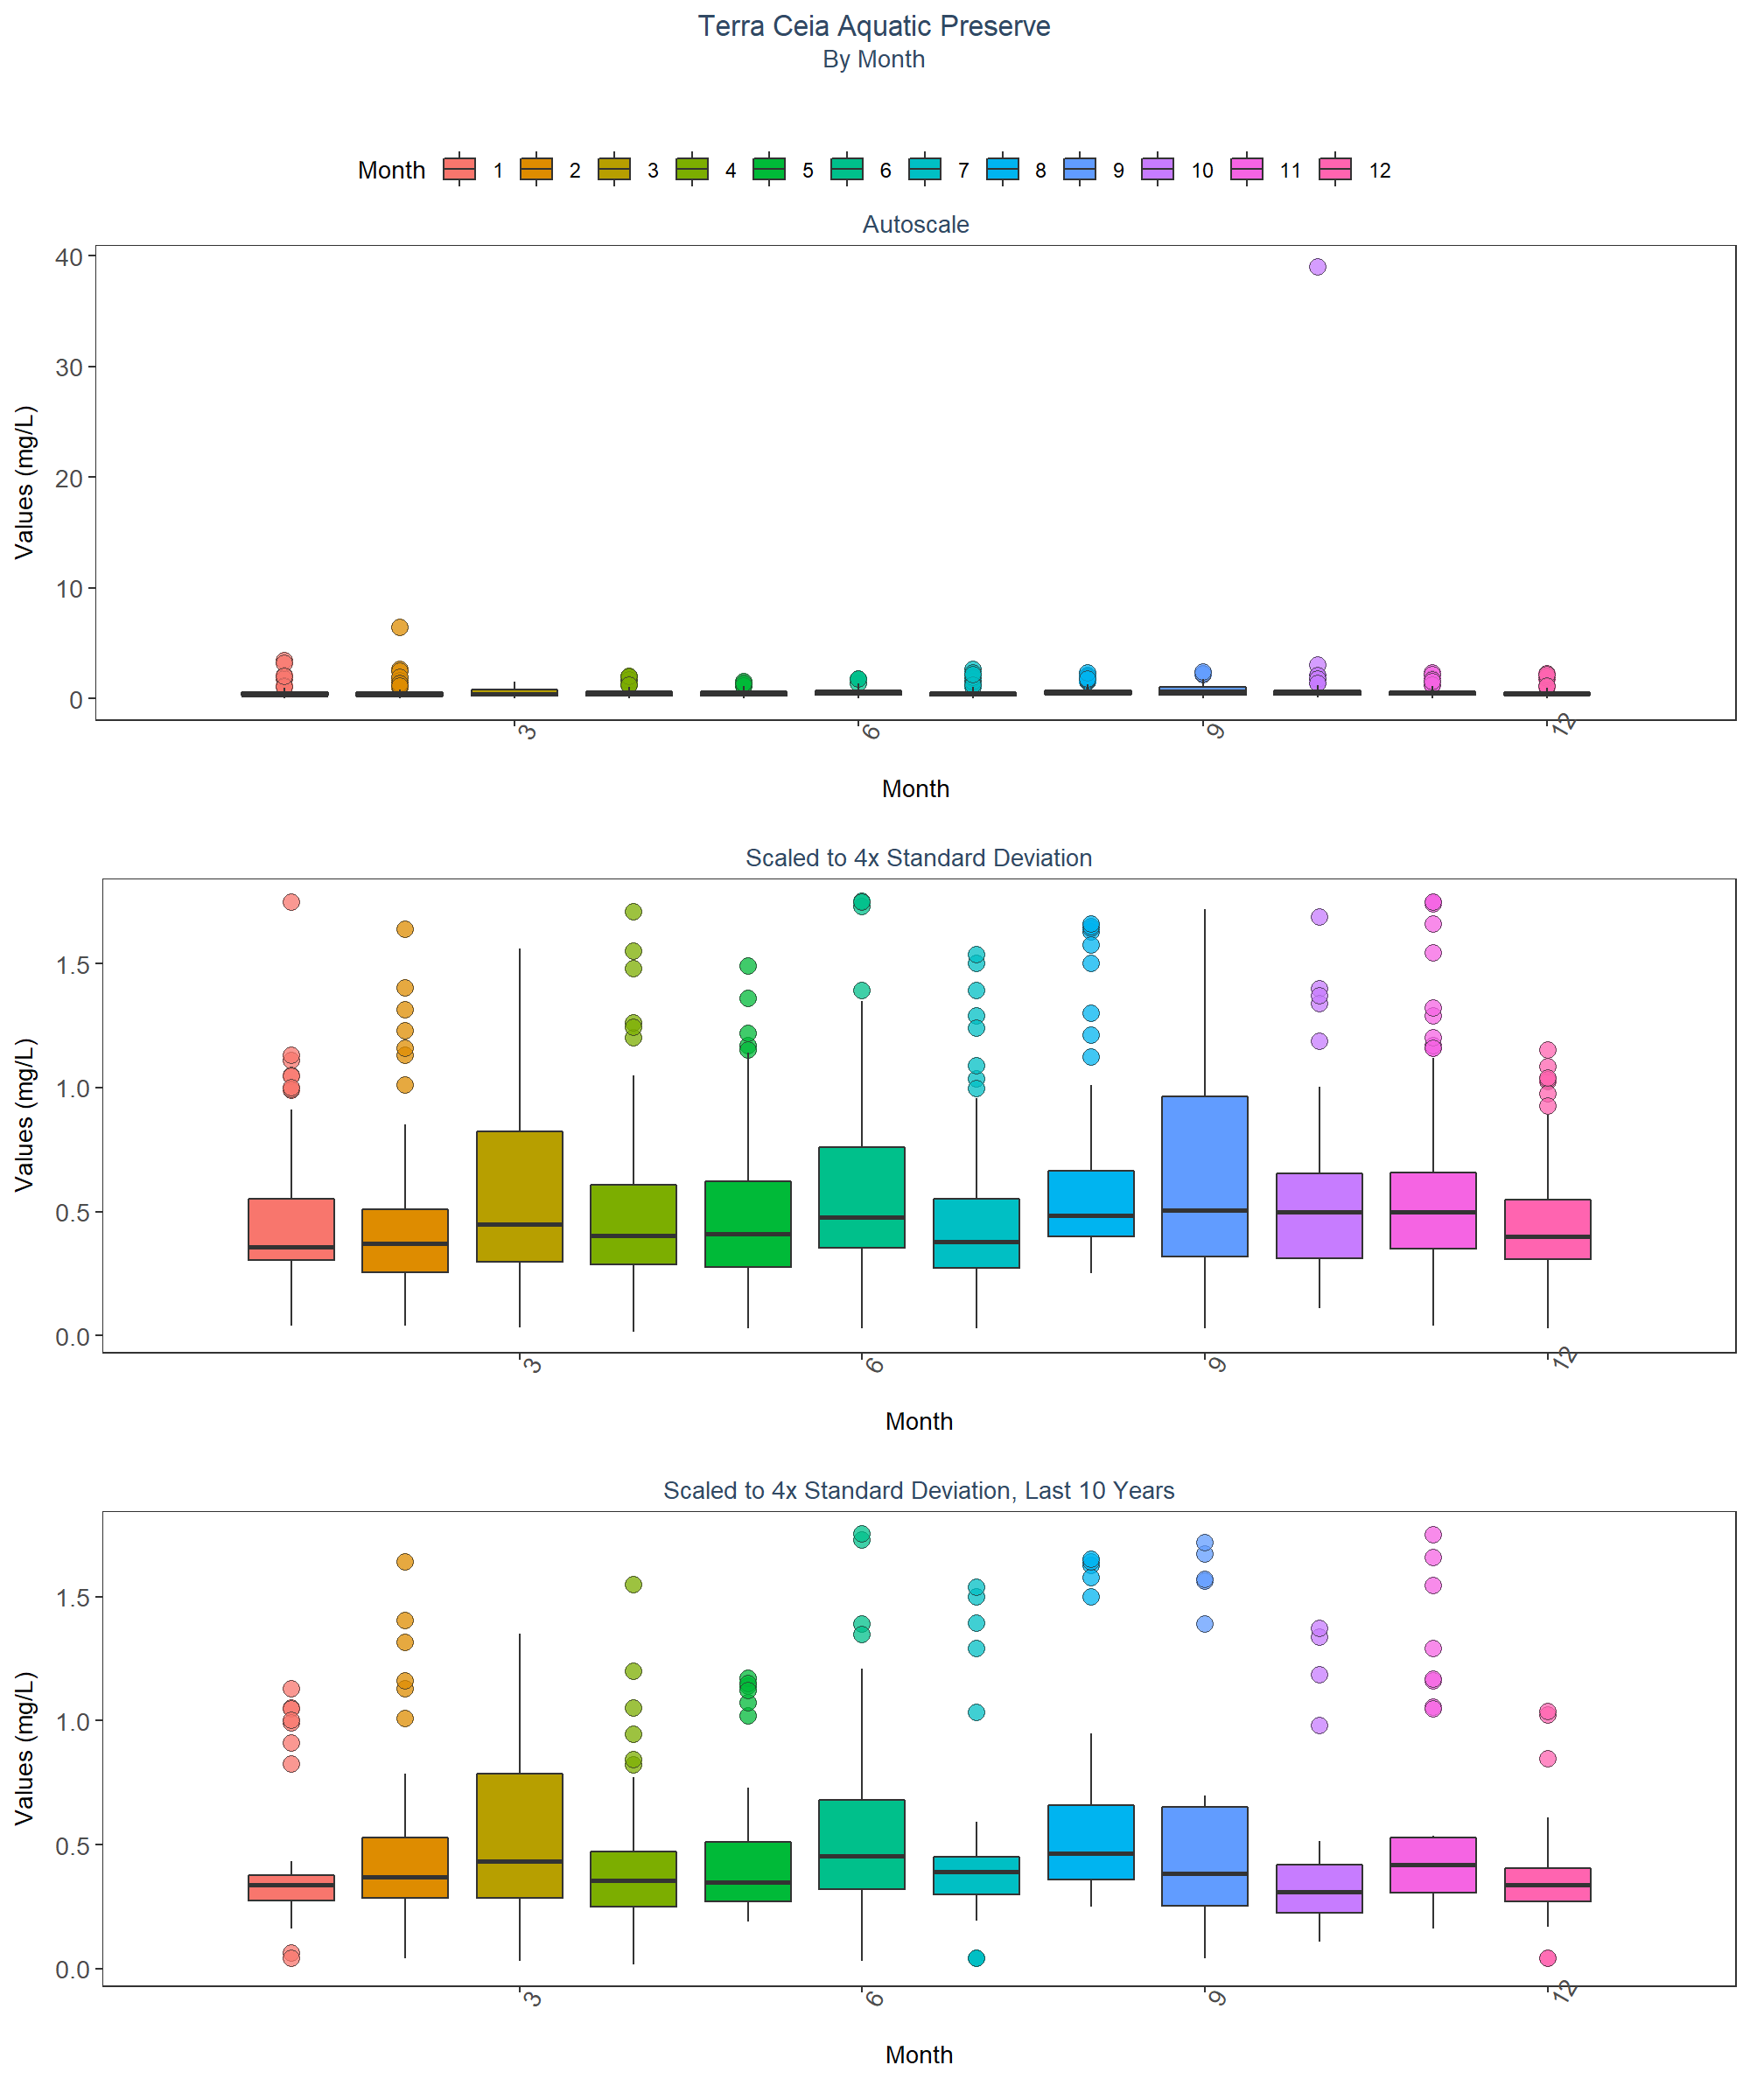 Terra Ceia Aquatic Preserve
By Month
Month 1 2 3 4 5 6 7 8 9 10 11 12
Autoscale
Values (mg/L)
40
30
20
10
0
3 6 9 12
Month
Scaled to 4x Standard Deviation
Values (mg/L)
1.5
1.0
0.5
0.0
3 6 9 12
Month
Scaled to 4x Standard Deviation, Last 10 Years
Values (mg/L)
1.5
1.0
0.5
0.0
3 6 9 12
Month